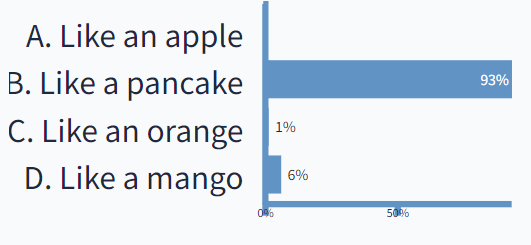 A. Like an apple
B. Like a pancake
93%
C. Like an orange
1%
D. Like a mango
6%
0%
50%